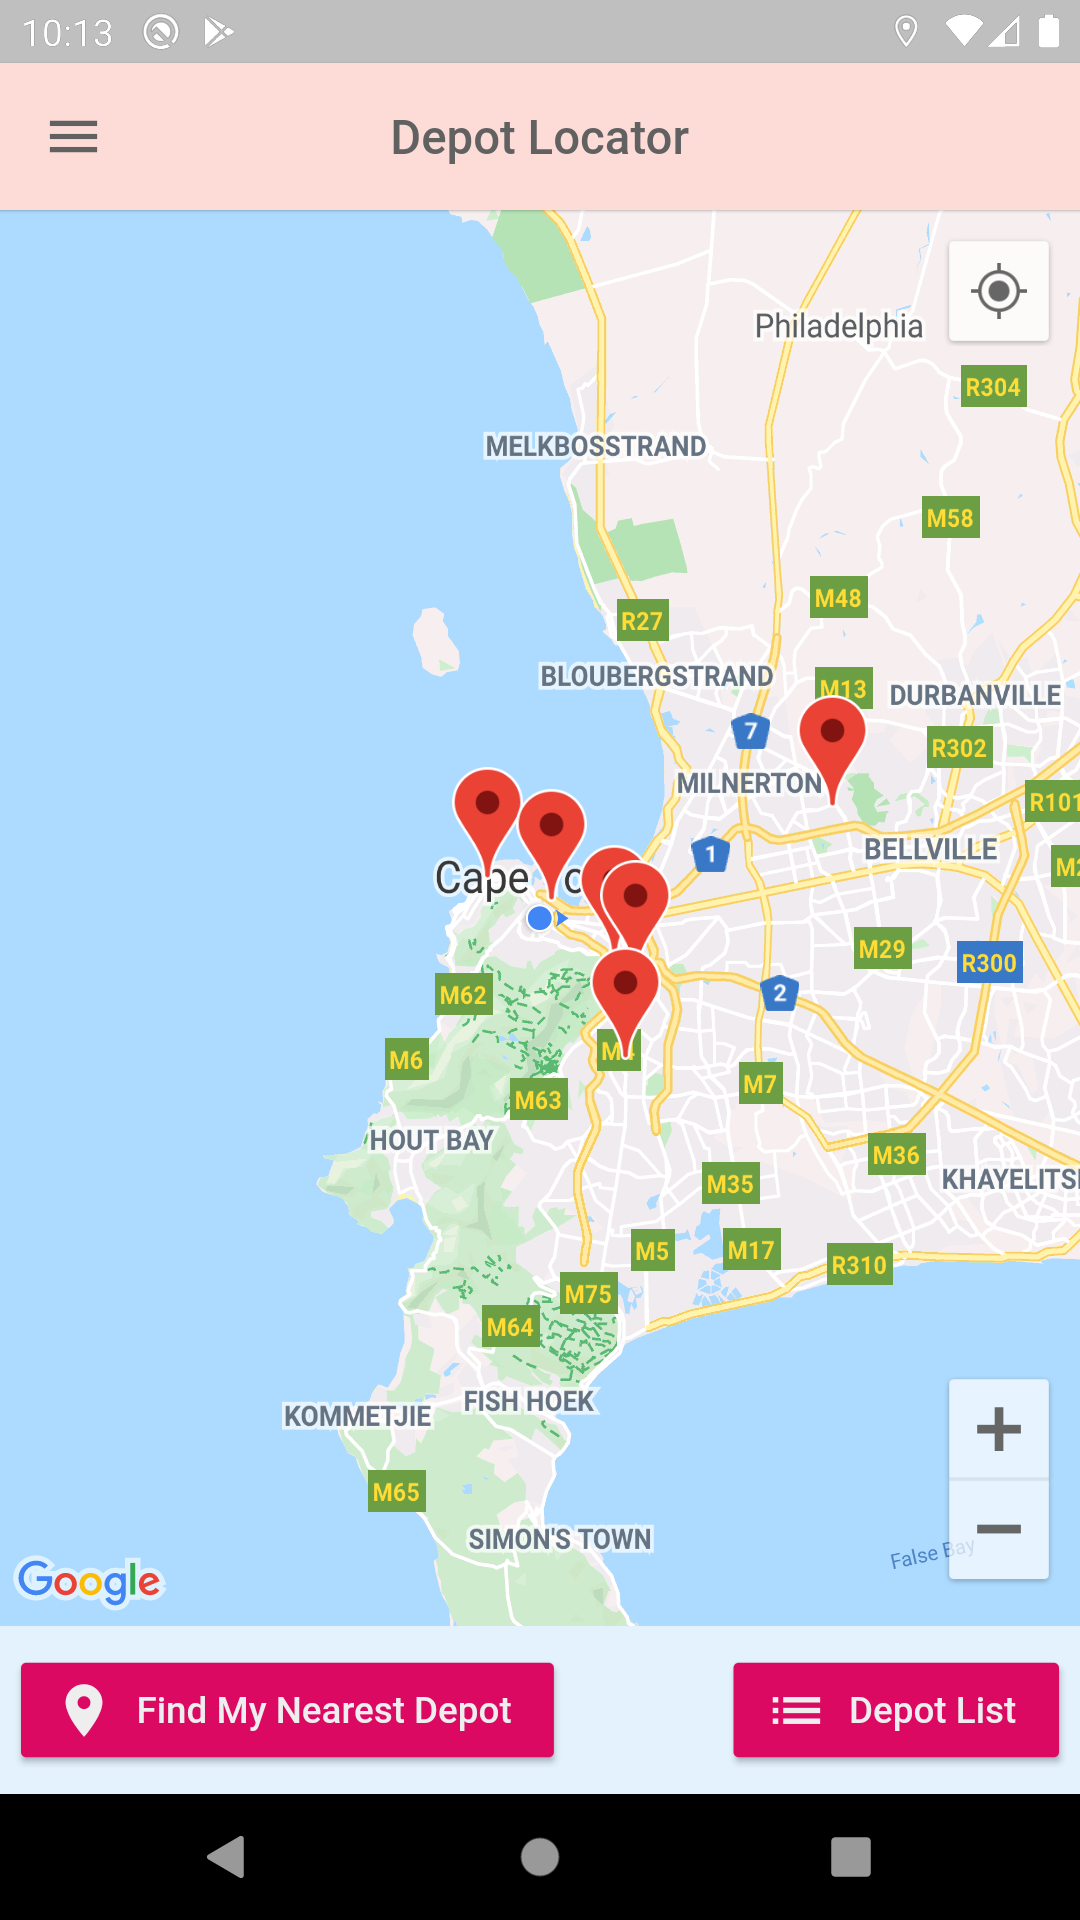 10:13
Depot Locator
Philadelphia
R304
MELKBOSSTRAND
M58
M48
R27
BLOUBERGSTRAND
M13
DURBANVILLE
7
R302
MILNERTON
R101
1
BELLVILLE
Cape
M29
R300
M62
2
M6
M7
M63
HOUT BAY
M36
KHAYELITS
M35
M5
M17
R310
M75
M64
FISH HOEK
KOMMETJIE
M65
SIMON'S TOWN
False Bay
Google
Find My Nearest Depot
Depot List